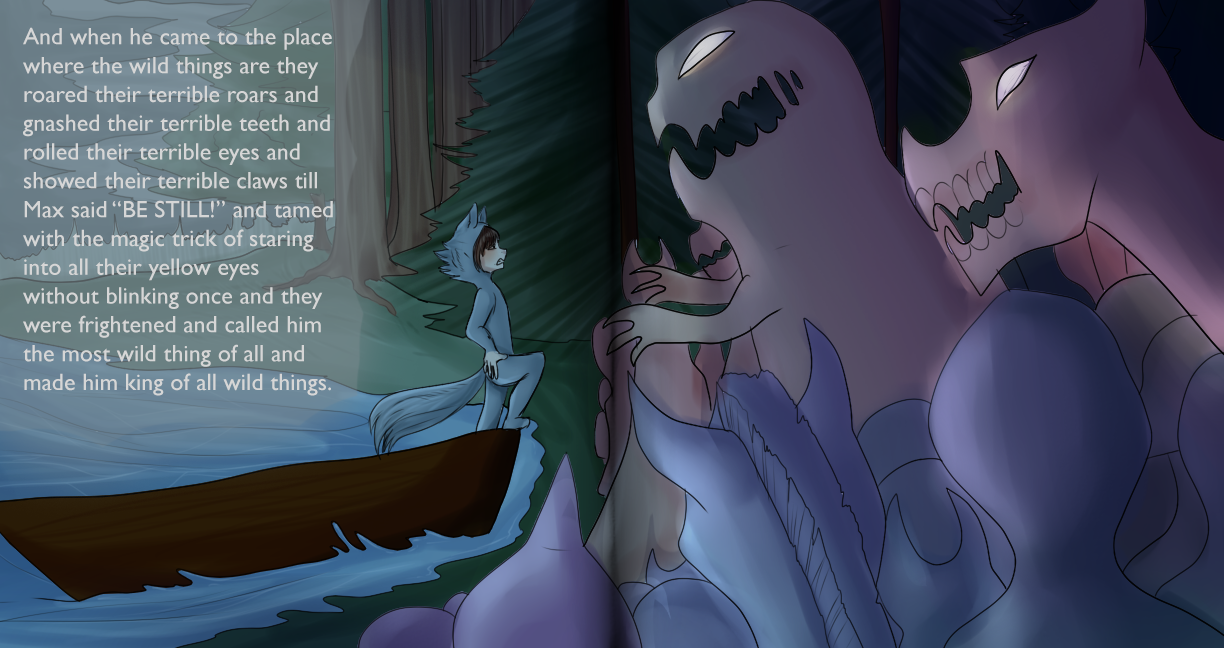 And when he came to the place
where the wild things are they
roared their terrible roars and
gnashed their terrible teeth and
rolled their terrible eyes and
showed their terrible claws till
Max said “BE STILL!” and tamed
with the magic trick of staring
into all their yellow eyes
without blinking once and they
were frightened and called him
the most wild thing of all and
made him king of all wild things.